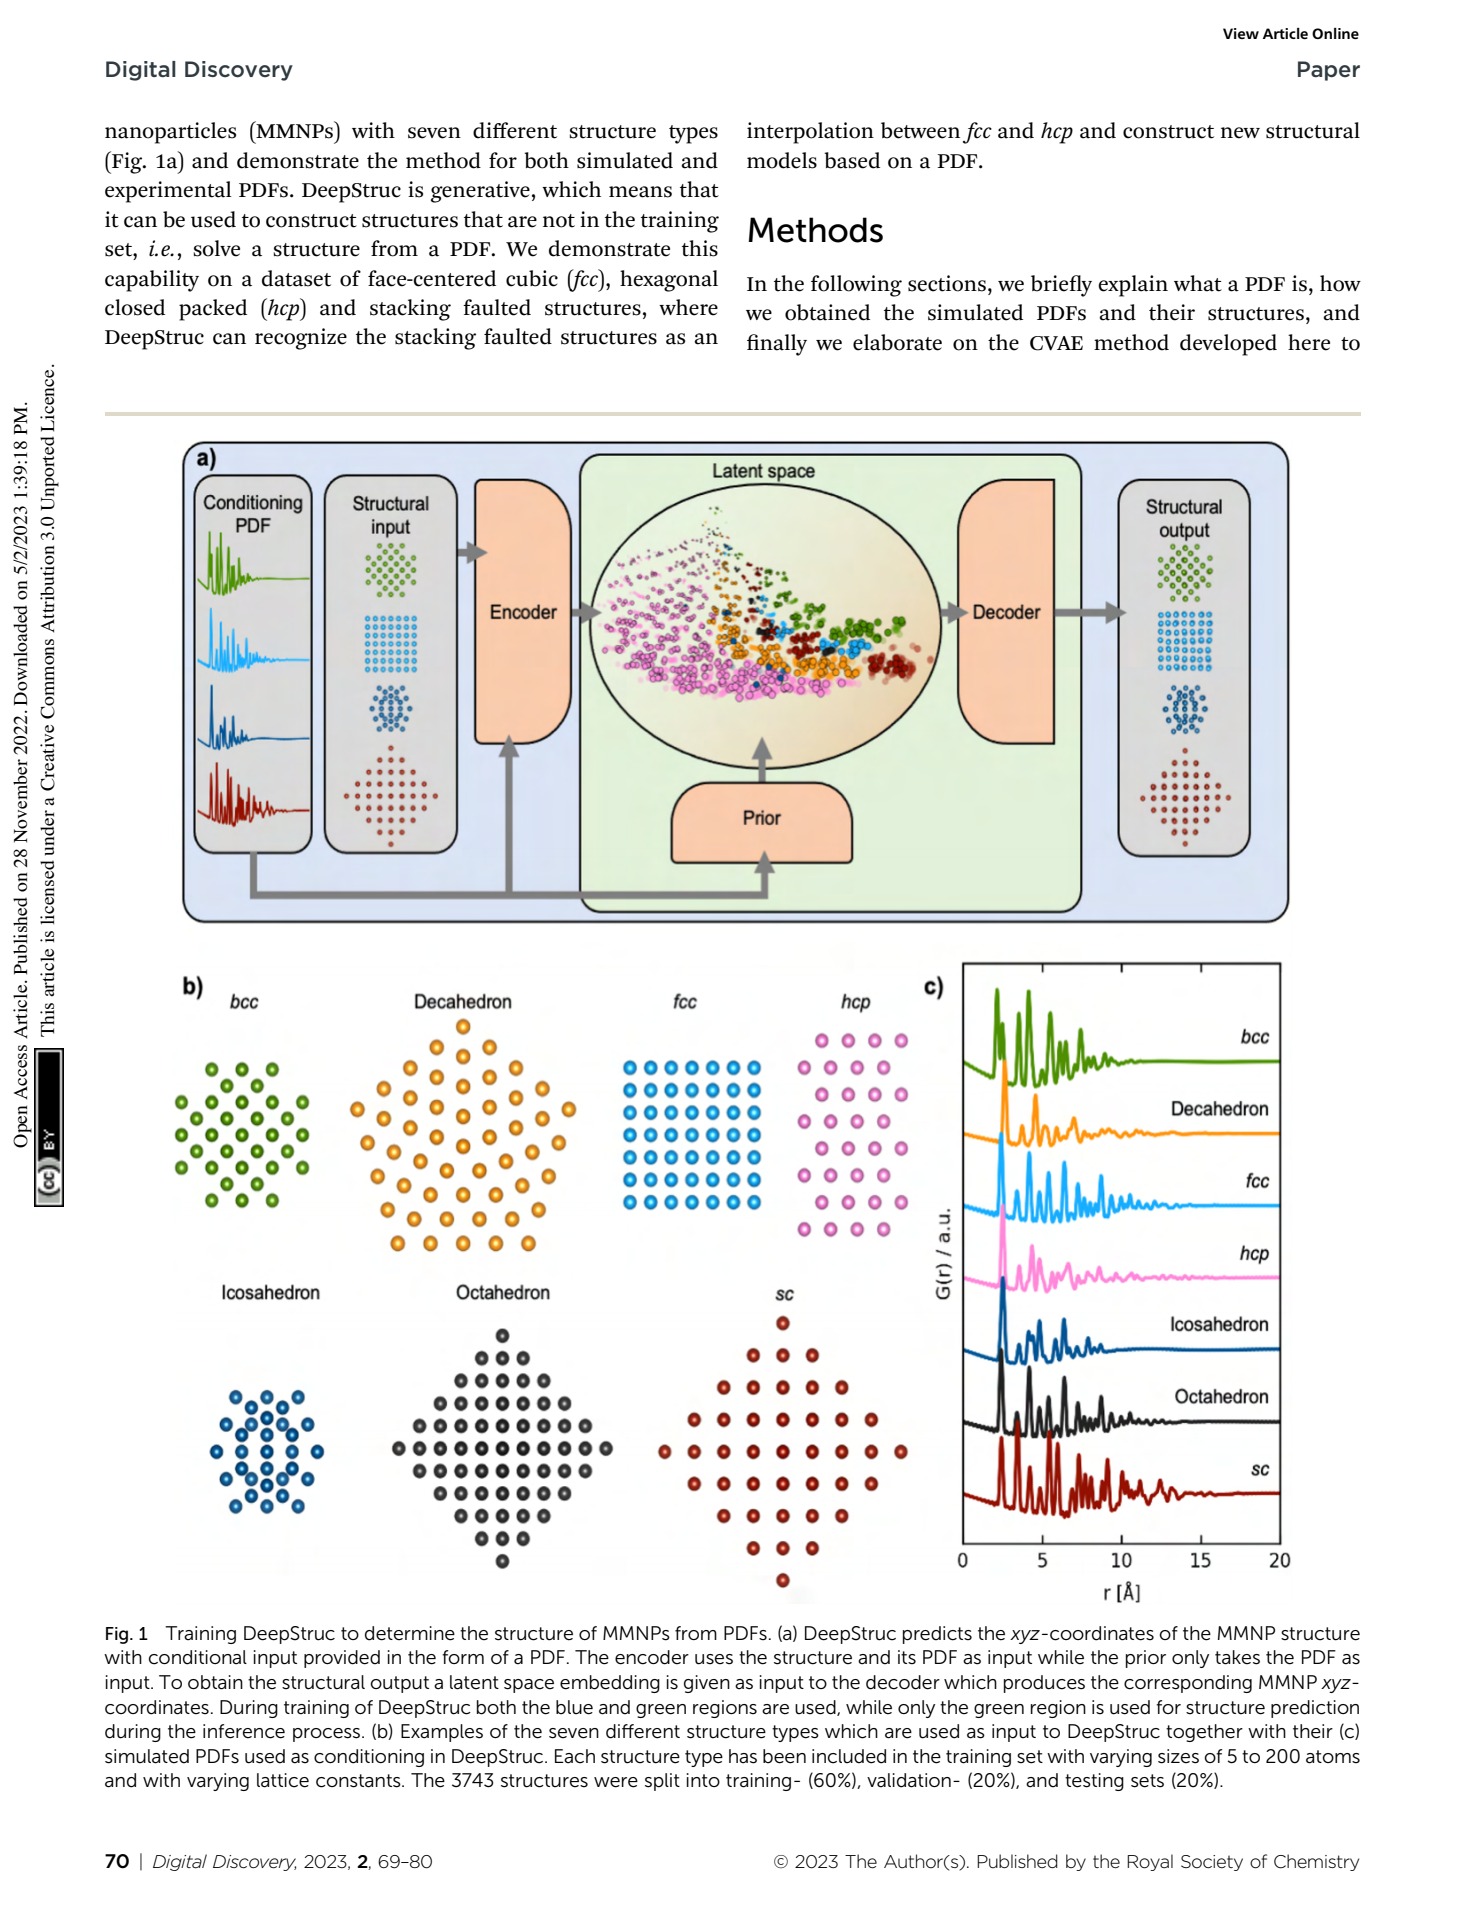 View Article Online
Digital Discovery
Paper
nanoparticles (MMNPs) with seven different structure types
(Fig. 1a) and demonstrate the method for both simulated and
experimental PDFs. DeepStruc is generative, which means that
it can be used to construct structures that are not in the training
set, i.e., solve a structure from a PDF. We demonstrate this
capability on a dataset of face-centered cubic (fcc), hexagonal
closed packed (hcp) and stacking faulted structures, where
DeepStruc can recognize the stacking faulted structures as an
interpolation between fcc and hcp and construct new structural
models based on a PDF.
Methods
In the following sections, we briefly explain what a PDF is, how
we obtained the simulated PDFs and their structures, and
finally we elaborate on the CVAE method developed here to
Open Access Article. Published on 28 November 2022. Downloaded on 5/2/2023 1:39:18 PM.
This article is licensed under a Creative Commons Attribution 3.0 Unported Licence.
(cc) BY
a)
Conditioning
PDF
Structural
input
Encoder
Latent space
Decoder
Structural
output
Prior
b)
bcc
Decahedron
fcc
hcp
Icosahedron
Octahedron
sc
c)
G(r) / a.u.
bcc
Decahedron
fcc
hcp
Icosahedron
Octahedron
sc
0 5 10 15 20
r [Å]
Fig. 1 Training DeepStruc to determine the structure of MMNPs from PDFs. (a) DeepStruc predicts the xyz-coordinates of the MMNP structure
with conditional input provided in the form of a PDF. The encoder uses the structure and its PDF as input while the prior only takes the PDF as
input. To obtain the structural output a latent space embedding is given as input to the decoder which produces the corresponding MMNP xyz-
coordinates. During training of DeepStruc both the blue and green regions are used, while only the green region is used for structure prediction
during the inference process. (b) Examples of the seven different structure types which are used as input to DeepStruc together with their (c)
simulated PDFs used as conditioning in DeepStruc. Each structure type has been included in the training set with varying sizes of 5 to 200 atoms
and with varying lattice constants. The 3743 structures were split into training- (60%), validation- (20%), and testing sets (20%).
70 | Digital Discovery, 2023, 2, 69–80
© 2023 The Author(s). Published by the Royal Society of Chemistry